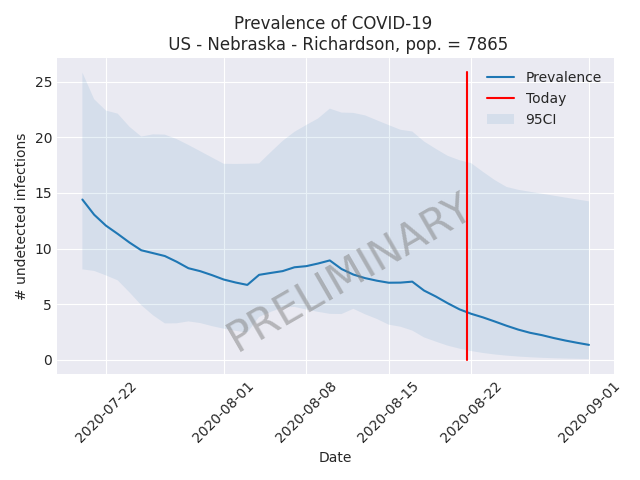 Prevalence of COVID-19
US - Nebraska - Richardson, pop. = 7865
# undetected infections
25
20
15
10
5
0
Prevalence
Today
95CI
PRELIMINARY
2020-07-22
2020-08-01
2020-08-08
2020-08-15
2020-08-22
2020-09-01
Date